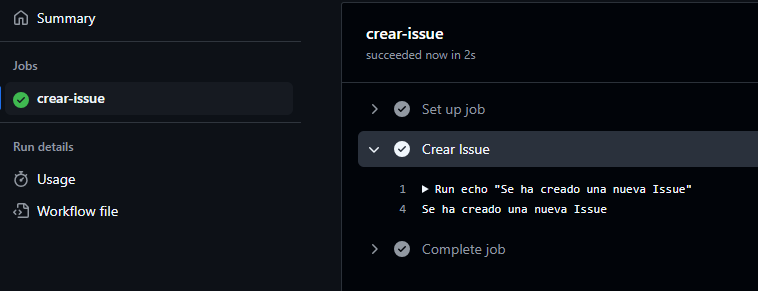 Summary
Jobs
crear-issue
Run details
Usage
Workflow file
crear-issue
succeeded now in 2s
Set up job
Crear Issue
1 Run echo "Se ha creado una nueva Issue"
4 Se ha creado una nueva Issue
Complete job